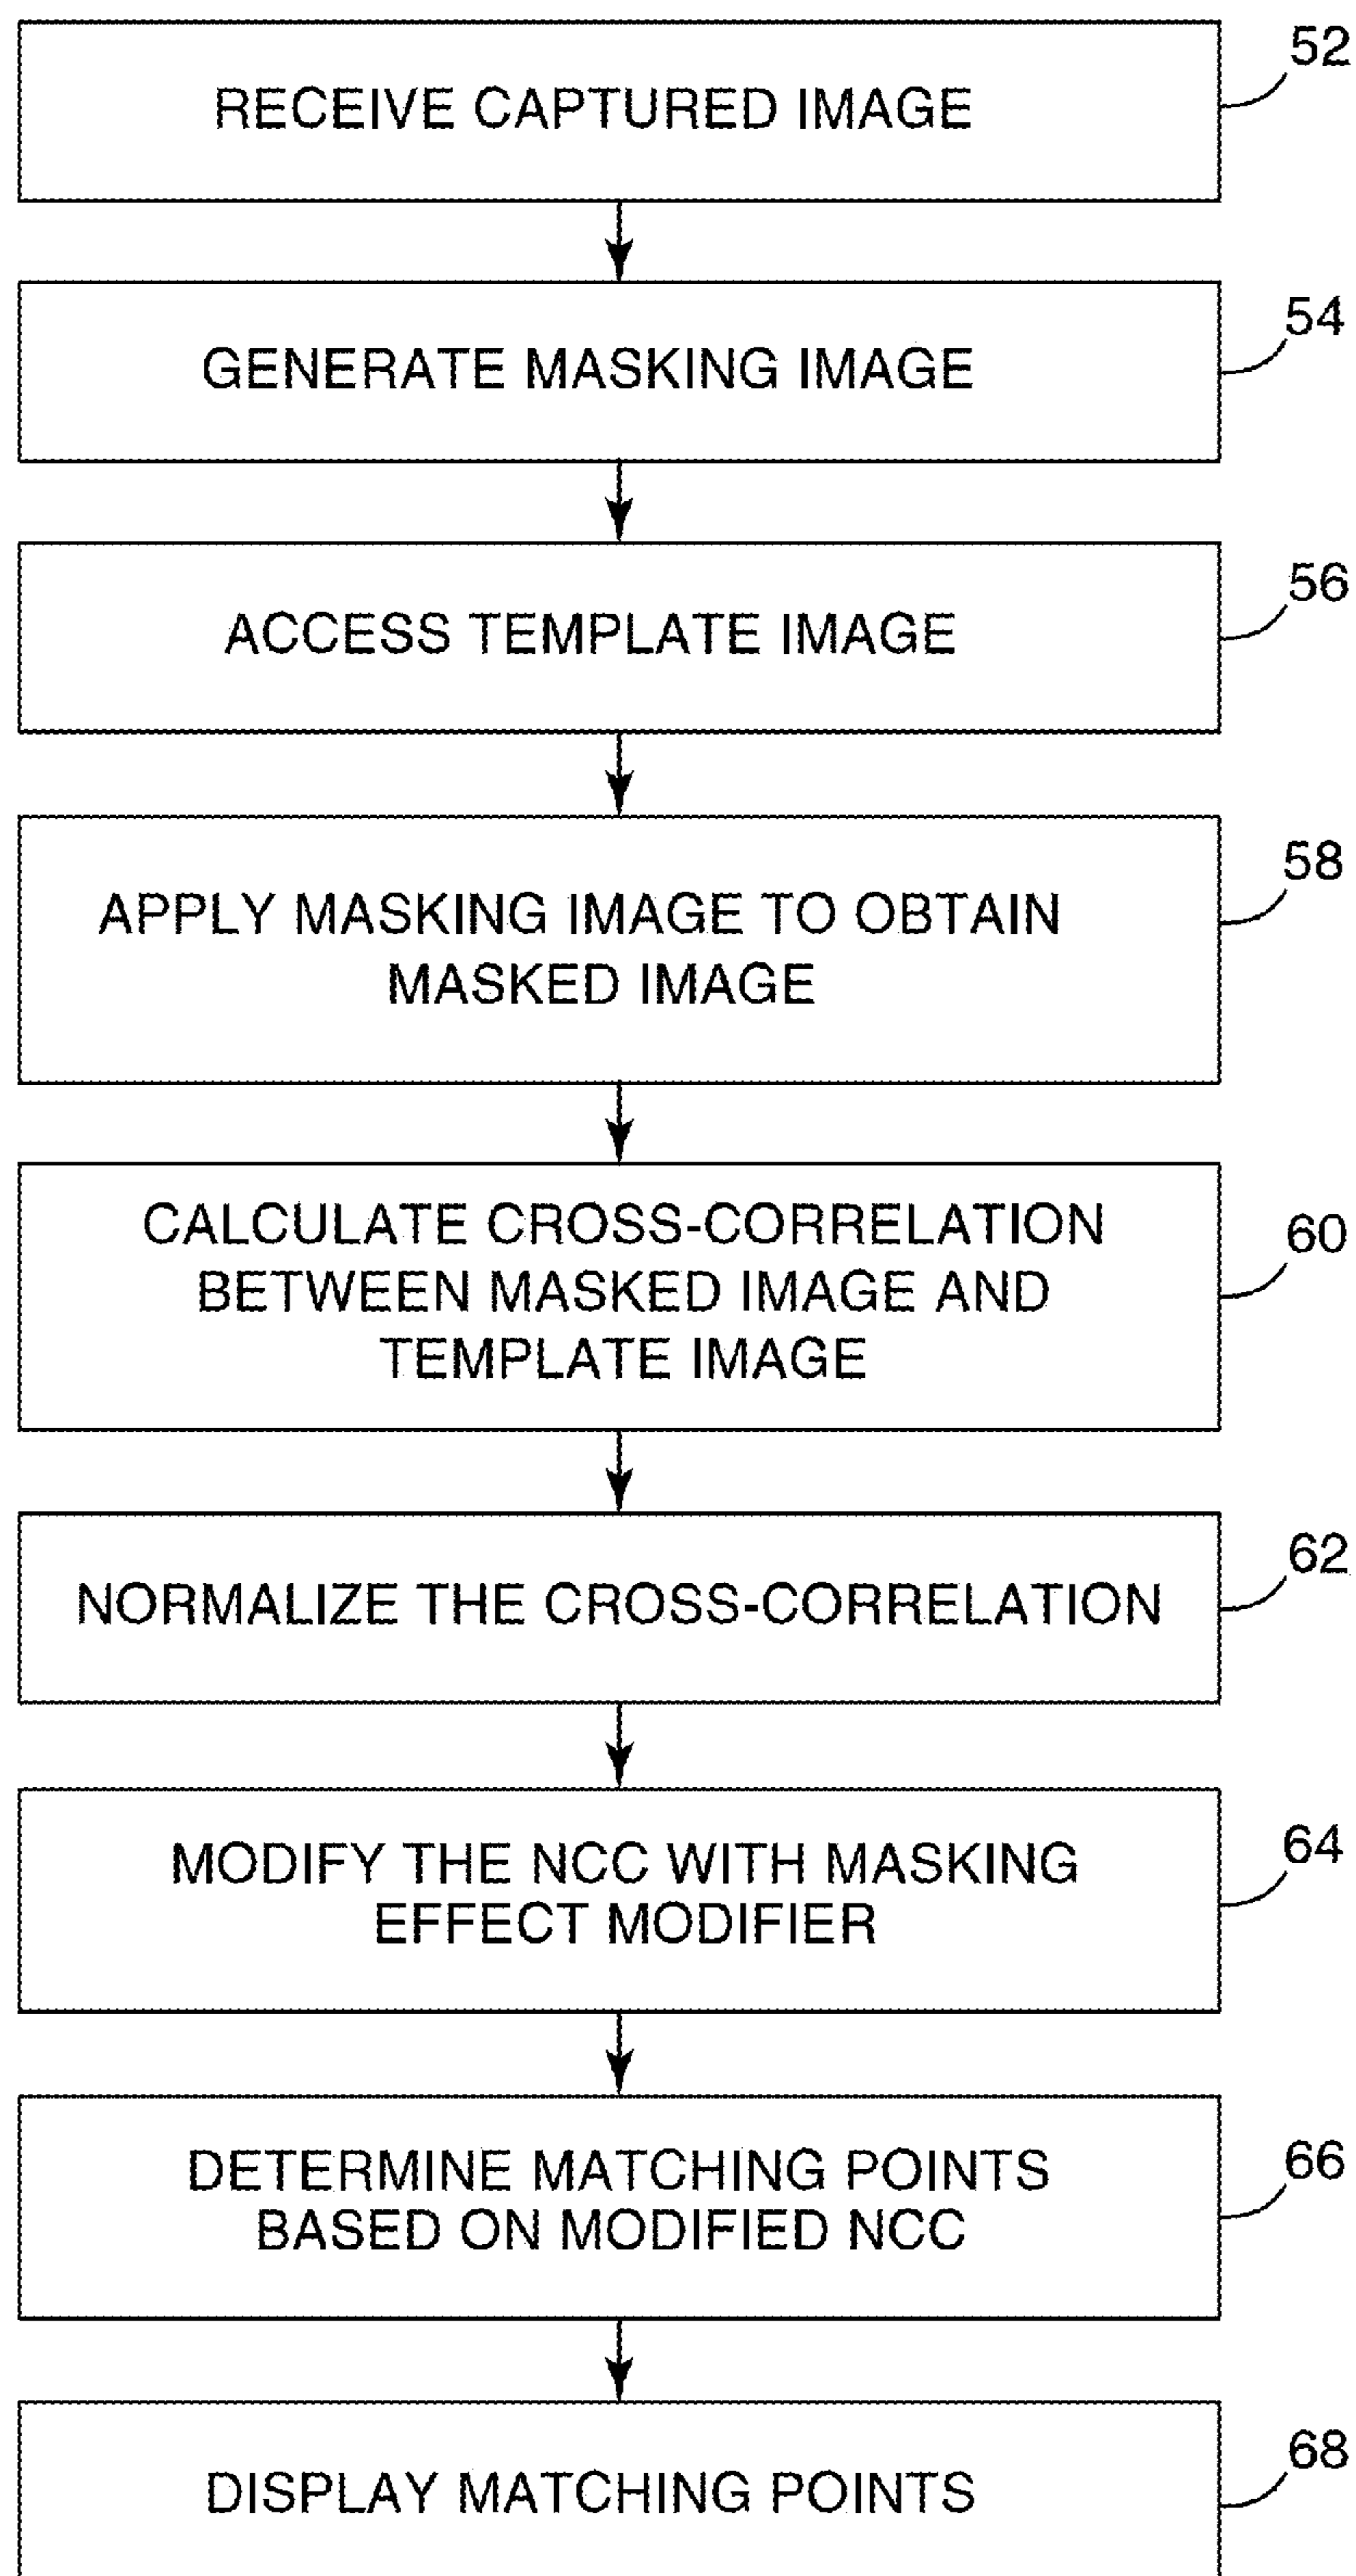 RECEIVE CAPTURED IMAGE
52
GENERATE MASKING IMAGE
54
ACCESS TEMPLATE IMAGE
56
APPLY MASKING IMAGE TO OBTAIN
MASKED IMAGE
58
CALCULATE CROSS-CORRELATION
BETWEEN MASKED IMAGE AND
TEMPLATE IMAGE
60
NORMALIZE THE CROSS-CORRELATION
62
MODIFY THE NCC WITH MASKING
EFFECT MODIFIER
64
DETERMINE MATCHING POINTS
BASED ON MODIFIED NCC
66
DISPLAY MATCHING POINTS
68